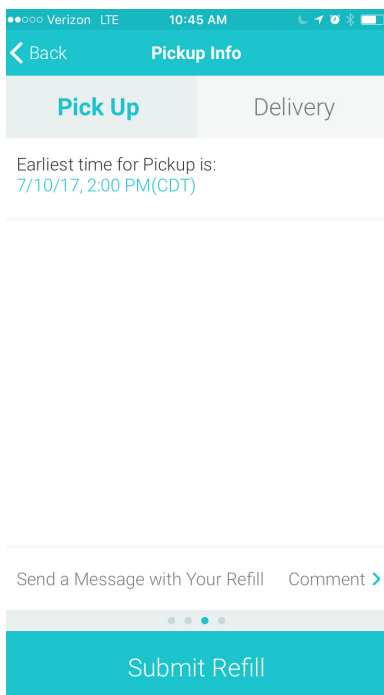 Verizon LTE 10:45 AM
Back Pickup Info
Pick Up Delivery
Earliest time for Pickup is:
7/10/17, 2:00 PM(CDT)
Send a Message with Your Refill Comment
Submit Refill